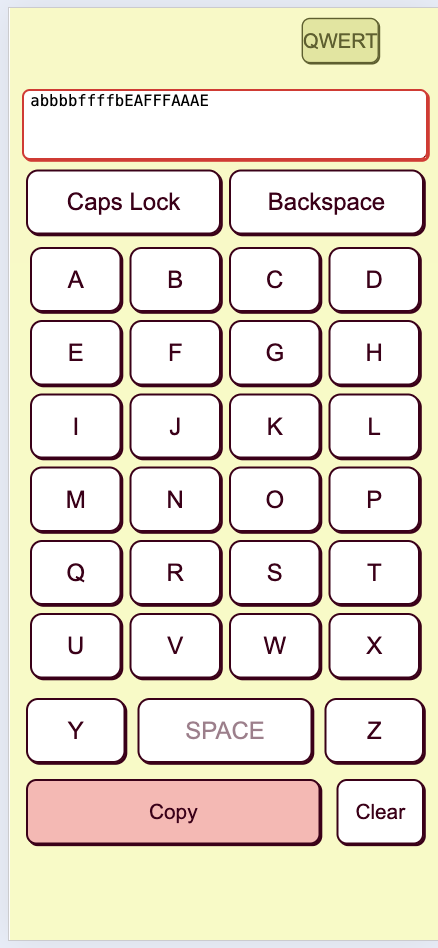 QWERT
abbbbffffbEAFFFAAAE
Caps Lock Backspace
A B C D
E F G H
I J K L
M N O P
Q R S T
U V W X
Y SPACE Z
Copy Clear